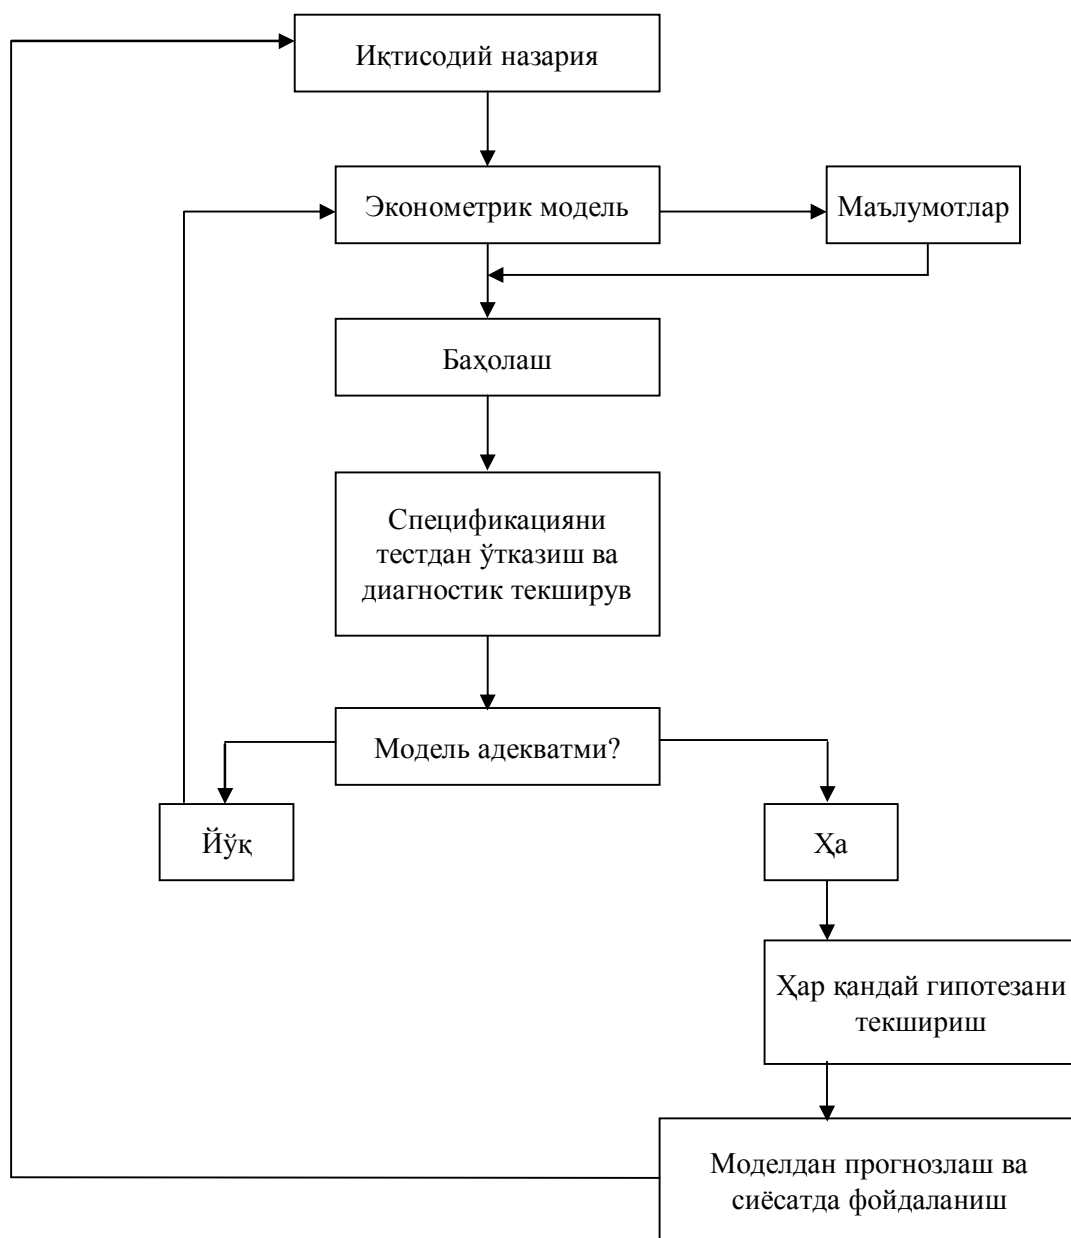 Иқтисодий назария
Эконометрик модель
Маълумотлар
Баҳолаш
Спецификацияни
тестдан ўтказиш ва
диагностик текширув
Модель адекватми?
Йўқ
Ҳа
Ҳар қандай гипотезани
текшириш
Моделдан прогнозлаш ва
сиёсатда фойдаланиш